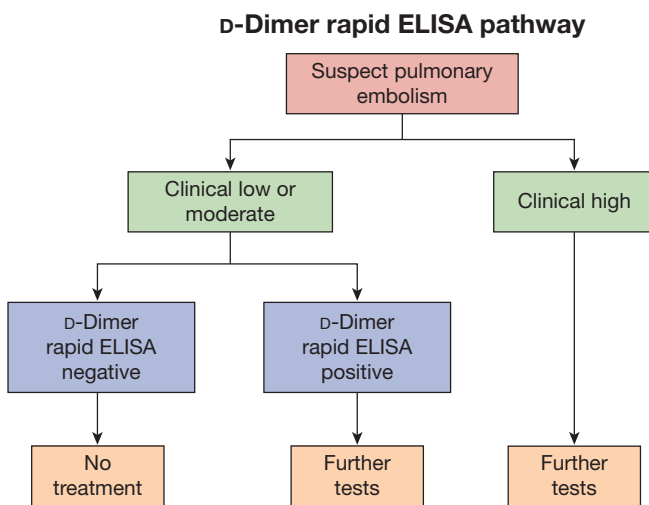 D-Dimer rapid ELISA pathway
Suspect pulmonary
embolism
Clinical low or
moderate
Clinical high
D-Dimer
rapid ELISA
negative
D-Dimer
rapid ELISA
positive
No
treatment
Further
tests
Further
tests